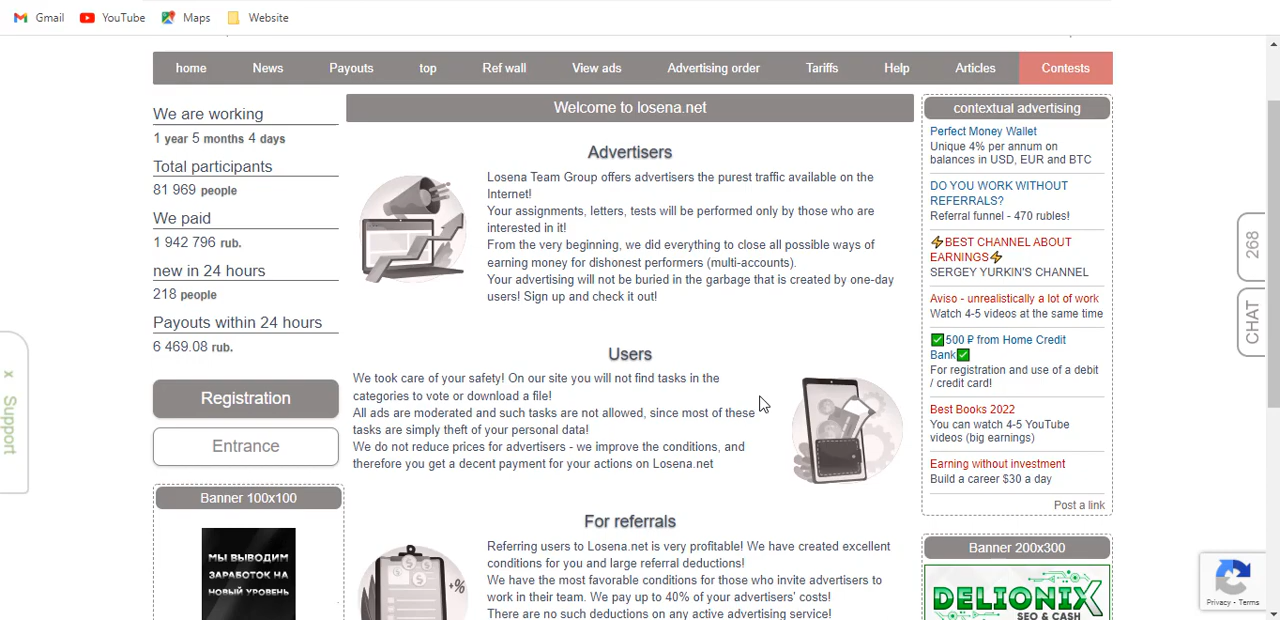 Gmail YouTube Maps Website
home News Payouts top Ref wall View ads Advertising order Tariffs Help Articles Contests
We are working
1 year 5 months 4 days
Total participants
81 969 people
We paid
1 942 796 rub.
new in 24 hours
218 people
Payouts within 24 hours
6 469.08 rub.
Registration
Entrance
Banner 100x100
МЫ ВЫВОДИМ
ЗАРАБОТОК НА
НОВЫЙ УРОВЕНЬ
x Support
Welcome to losena.net
Advertisers
Losena Team Group offers advertisers the purest traffic available on the
Internet!
Your assignments, letters, tests will be performed only by those who are
interested in it!
From the very beginning, we did everything to close all possible ways of
earning money for dishonest performers (multi-accounts).
Your advertising will not be buried in the garbage that is created by one-day
users! Sign up and check it out!
Users
We took care of your safety! On our site you will not find tasks in the
categories to vote or download a file!
All ads are moderated and such tasks are not allowed, since most of these
tasks are simply theft of your personal data!
We do not reduce prices for advertisers - we improve the conditions, and
therefore you get a decent payment for your actions on Losena.net
For referrals
+%
Referring users to Losena.net is very profitable! We have created excellent
conditions for you and large referral deductions!
We have the most favorable conditions for those who invite advertisers to
work in their team. We pay up to 40% of your advertisers' costs!
There are no such deductions on any active advertising service!
contextual advertising
Perfect Money Wallet
Unique 4% per annum on
balances in USD, EUR and BTC
DO YOU WORK WITHOUT
REFERRALS?
Referral funnel - 470 rubles!
⚡BEST CHANNEL ABOUT
EARNINGS⚡
SERGEY YURKIN'S CHANNEL
Aviso - unrealistically a lot of work
Watch 4-5 videos at the same time
✅500 ₽ from Home Credit
Bank✅
For registration and use of a debit
/ credit card!
Best Books 2022
You can watch 4-5 YouTube
videos (big earnings)
Earning without investment
Build a career $30 a day
Post a link
Banner 200x300
DELIONIX
SEO & CASH
268
CHAT
Privacy - Terms